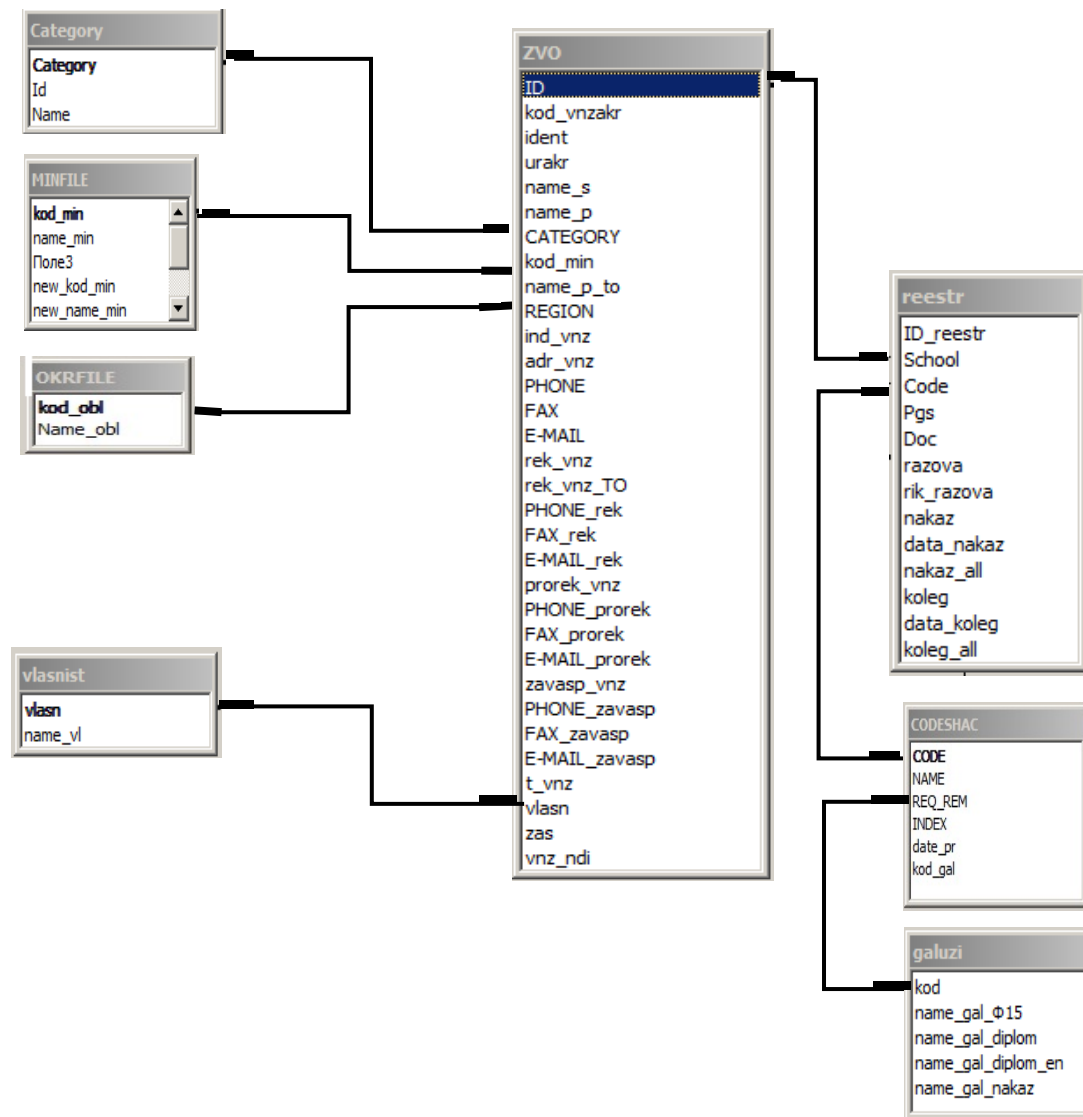 Category
Category
Id
Name
MINFILE
kod_min
name_min
Поле3
new_kod_min
new_name_min
OKRFILE
kod_obl
Name_obl
vlasnist
vlasn
name_vl
ZVO
ID
kod_vnzakr
ident
urakr
name_s
name_p
CATEGORY
kod_min
name_p_to
REGION
ind_vnz
adr_vnz
PHONE
FAX
E-MAIL
rek_vnz
rek_vnz_TO
PHONE_rek
FAX_rek
E-MAIL_rek
prorek_vnz
PHONE_prorek
FAX_prorek
E-MAIL_prorek
zavasp_vnz
PHONE_zavasp
FAX_zavasp
E-MAIL_zavasp
t_vnz
vlasn
zas
vnz_ndi
reestr
ID_reestr
School
Code
Pgs
Doc
razova
rik_razova
nakaz
data_nakaz
nakaz_all
koleg
data_koleg
koleg_all
CODESHAC
CODE
NAME
REQ_REM
INDEX
date_pr
kod_gal
galuzi
kod
name_gal_Ф15
name_gal_diplom
name_gal_diplom_en
name_gal_nakaz